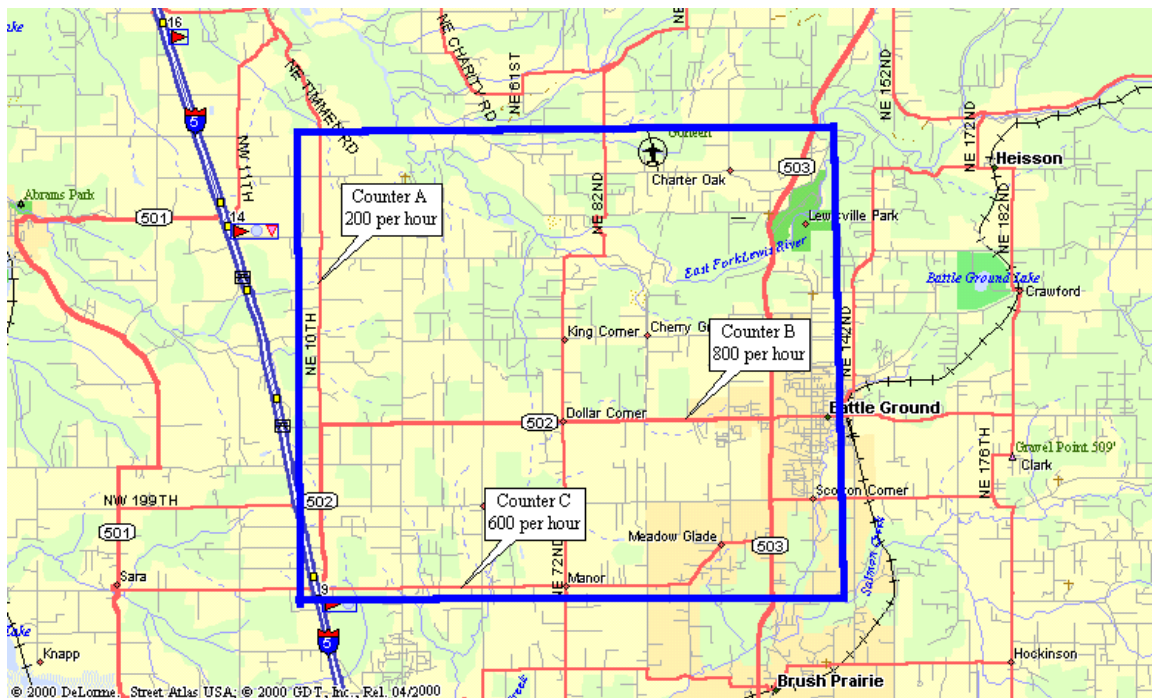 16
NE CHARITY RD
NE 61ST
NE 152ND
NE 172ND
NE TIMMEN RD
5
NW 11TH
Heisson
503
Charter Oak
Counter A
200 per hour
NE 82ND
NE 182ND
Abrams Park
501
14
Lewisville Park
East Fork Lewis River
Battle Ground Lake
Crawford
NE 10TH
King Corner
Cherry G
Counter B
800 per hour
NE 142ND
502
Dollar Corner
Battle Ground
NE 176TH
Gravel Point 509'
Clark
NW 199TH
502
Counter C
600 per hour
501
Meadow Glade
503
Salmon Creek
Sara
9
NE 72ND
Manor
5
Knapp
Hockinson
Brush Prairie
© 2000 DeLorme. Street Atlas USA; © 2000 GDT, Inc., Rel. 04/2000